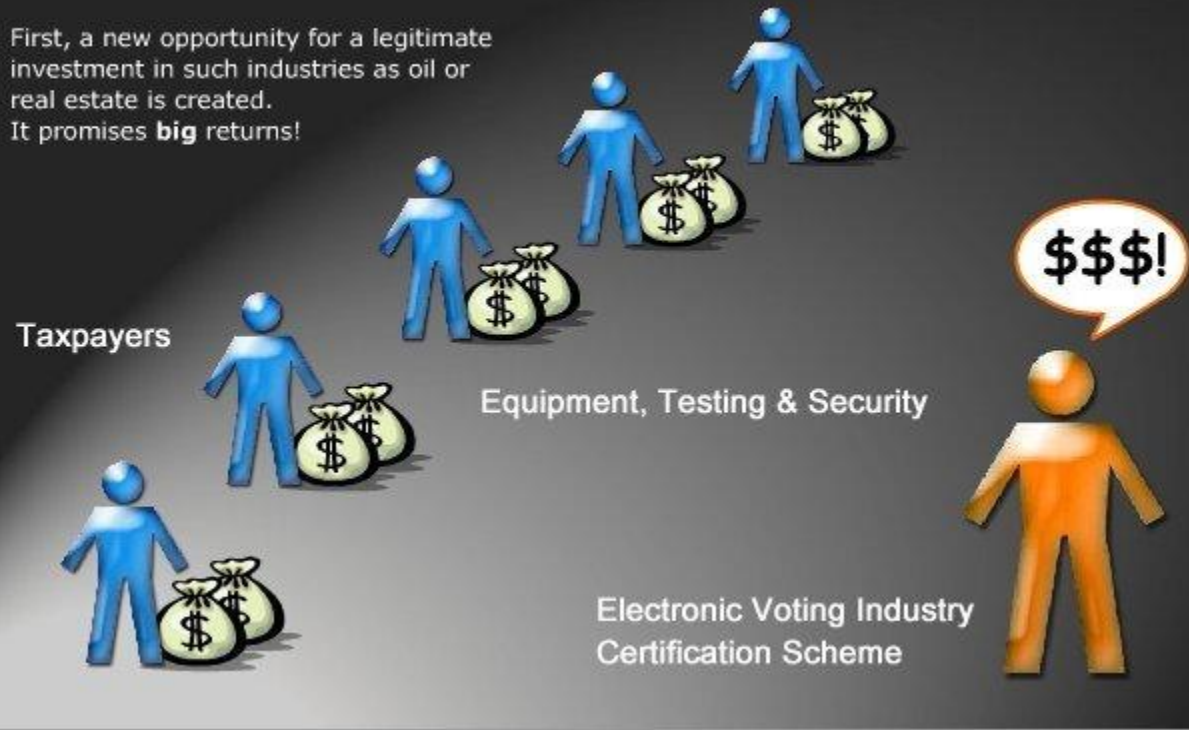 First, a new opportunity for a legitimate
investment in such industries as oil or
real estate is created.
It promises big returns!
$$$!
Taxpayers
Equipment, Testing & Security
Electronic Voting Industry
Certification Scheme
$
$
$
$
$
$
$
$
$
$